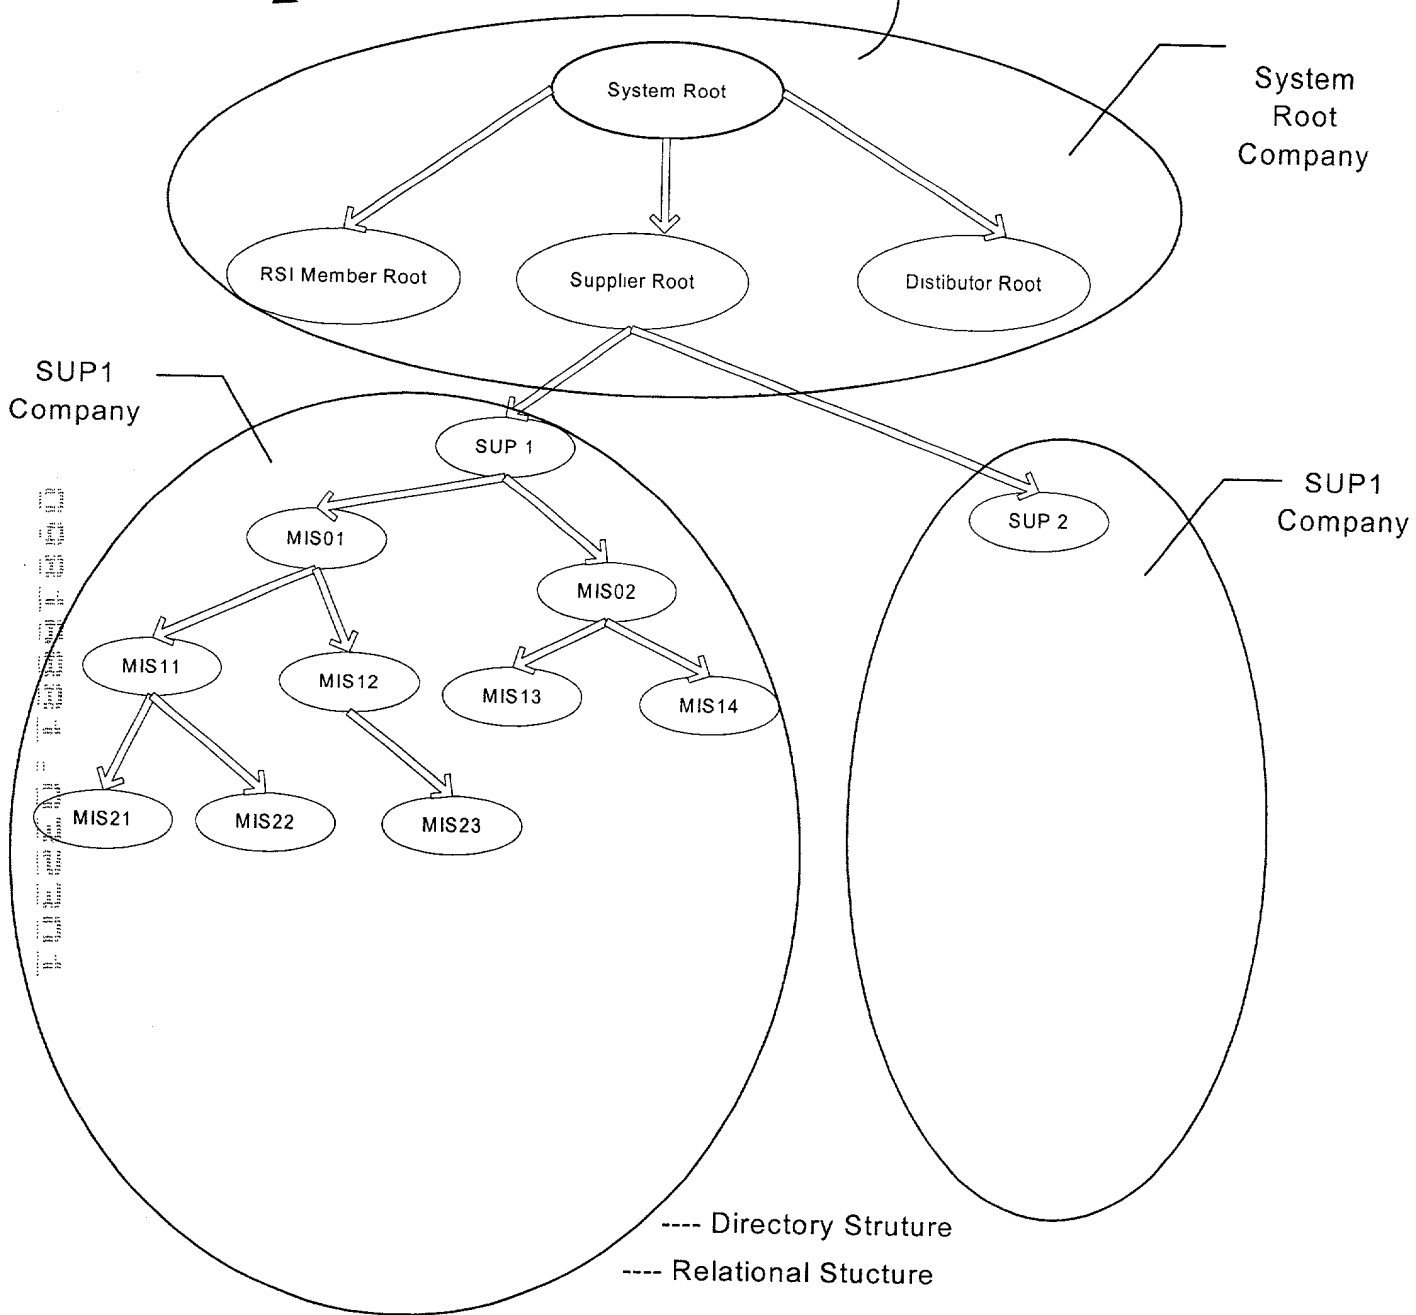 System Root
System
Root
Company
RSI Member Root
Supplier Root
Distibutor Root
SUP1
Company
SUP 1
SUP1
Company
SUP 2
MIS01
MIS02
MIS11
MIS12
MIS13
MIS14
MIS21
MIS22
MIS23
---- Directory Struture
---- Relational Stucture